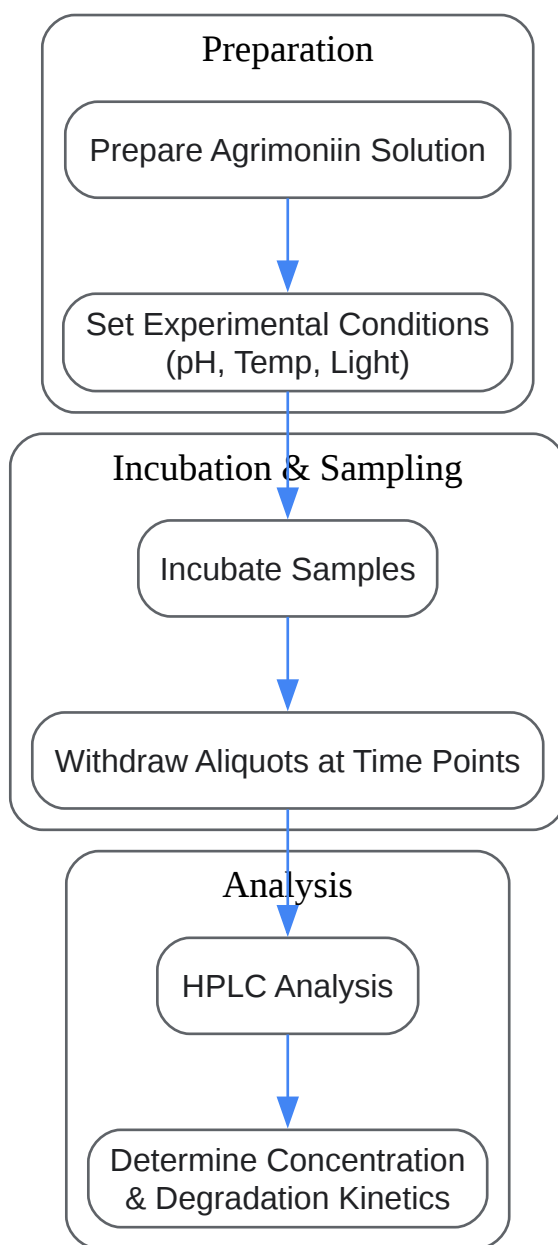 Preparation
Prepare Agrimoniin Solution
Set Experimental Conditions
(pH, Temp, Light)
Incubation & Sampling
Incubate Samples
Withdraw Aliquots at Time Points
Analysis
HPLC Analysis
Determine Concentration
& Degradation Kinetics